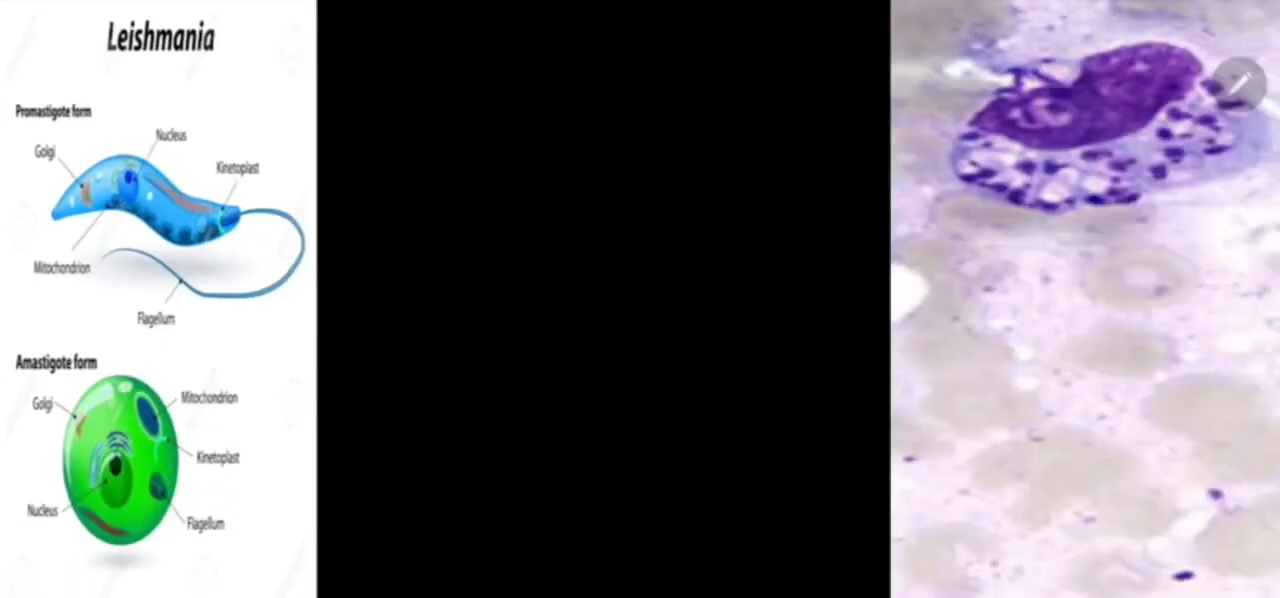 Leishmania
Promastigote form
Nucleus
Golgi
Kinetoplast
Mitochondrion
Flagellum
Amastigote form
Mitochondrion
Golgi
Kinetoplast
Nucleus
Flagellum